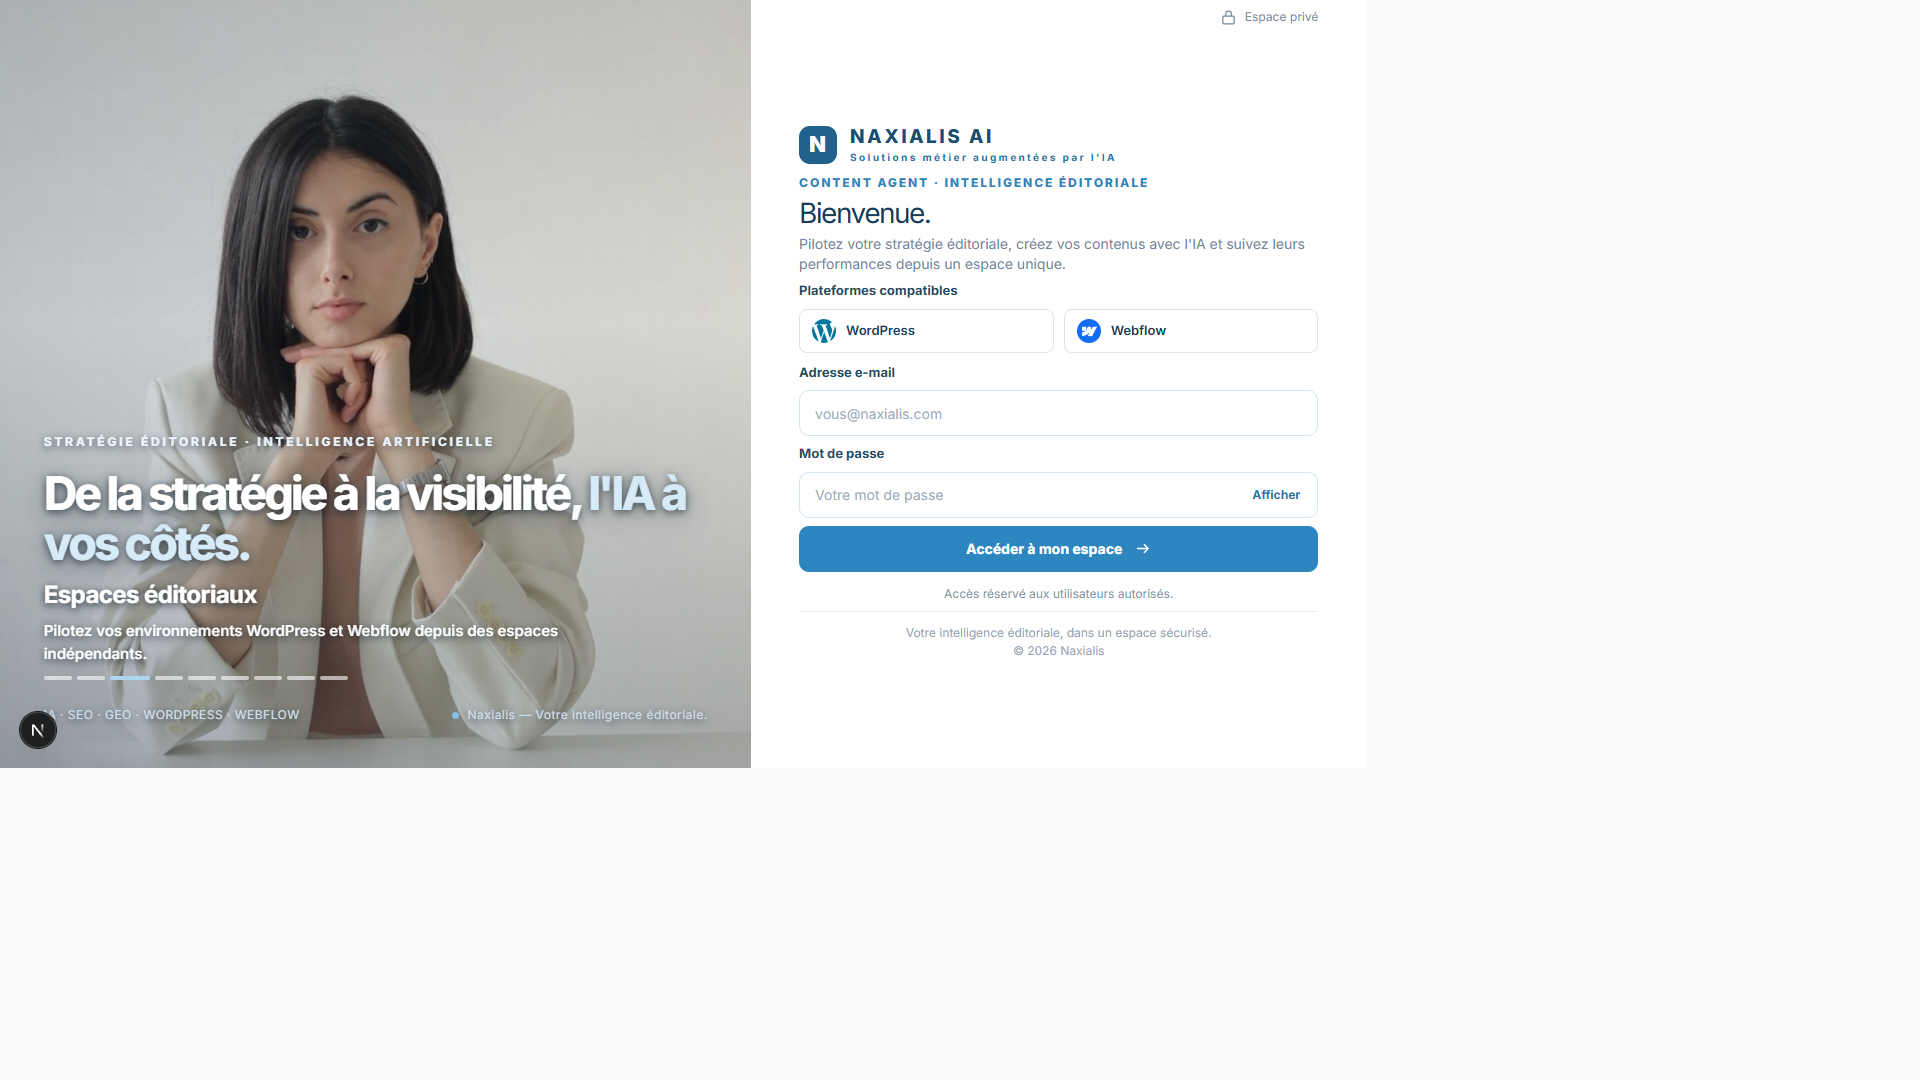 STRATÉGIE ÉDITORIALE · INTELLIGENCE ARTIFICIELLE
De la stratégie à la visibilité, l'IA à
vos côtés.
Espaces éditoriaux
Pilotez vos environnements WordPress et Webflow depuis des espaces
indépendants.
· SEO · GEO · WORDPRESS · WEBFLOW
Naxialis — Votre intelligence éditoriale.
N
Espace privé
N
NAXIALIS AI
Solutions métier augmentées par l'IA
CONTENT AGENT · INTELLIGENCE ÉDITORIALE
Bienvenue.
Pilotez votre stratégie éditoriale, créez vos contenus avec l'IA et suivez leurs
performances depuis un espace unique.
Plateformes compatibles
WordPress
Webflow
Adresse e-mail
vous@naxialis.com
Mot de passe
Votre mot de passe
Afficher
Accéder à mon espace →
Accès réservé aux utilisateurs autorisés.
Votre intelligence éditoriale, dans un espace sécurisé.
© 2026 Naxialis